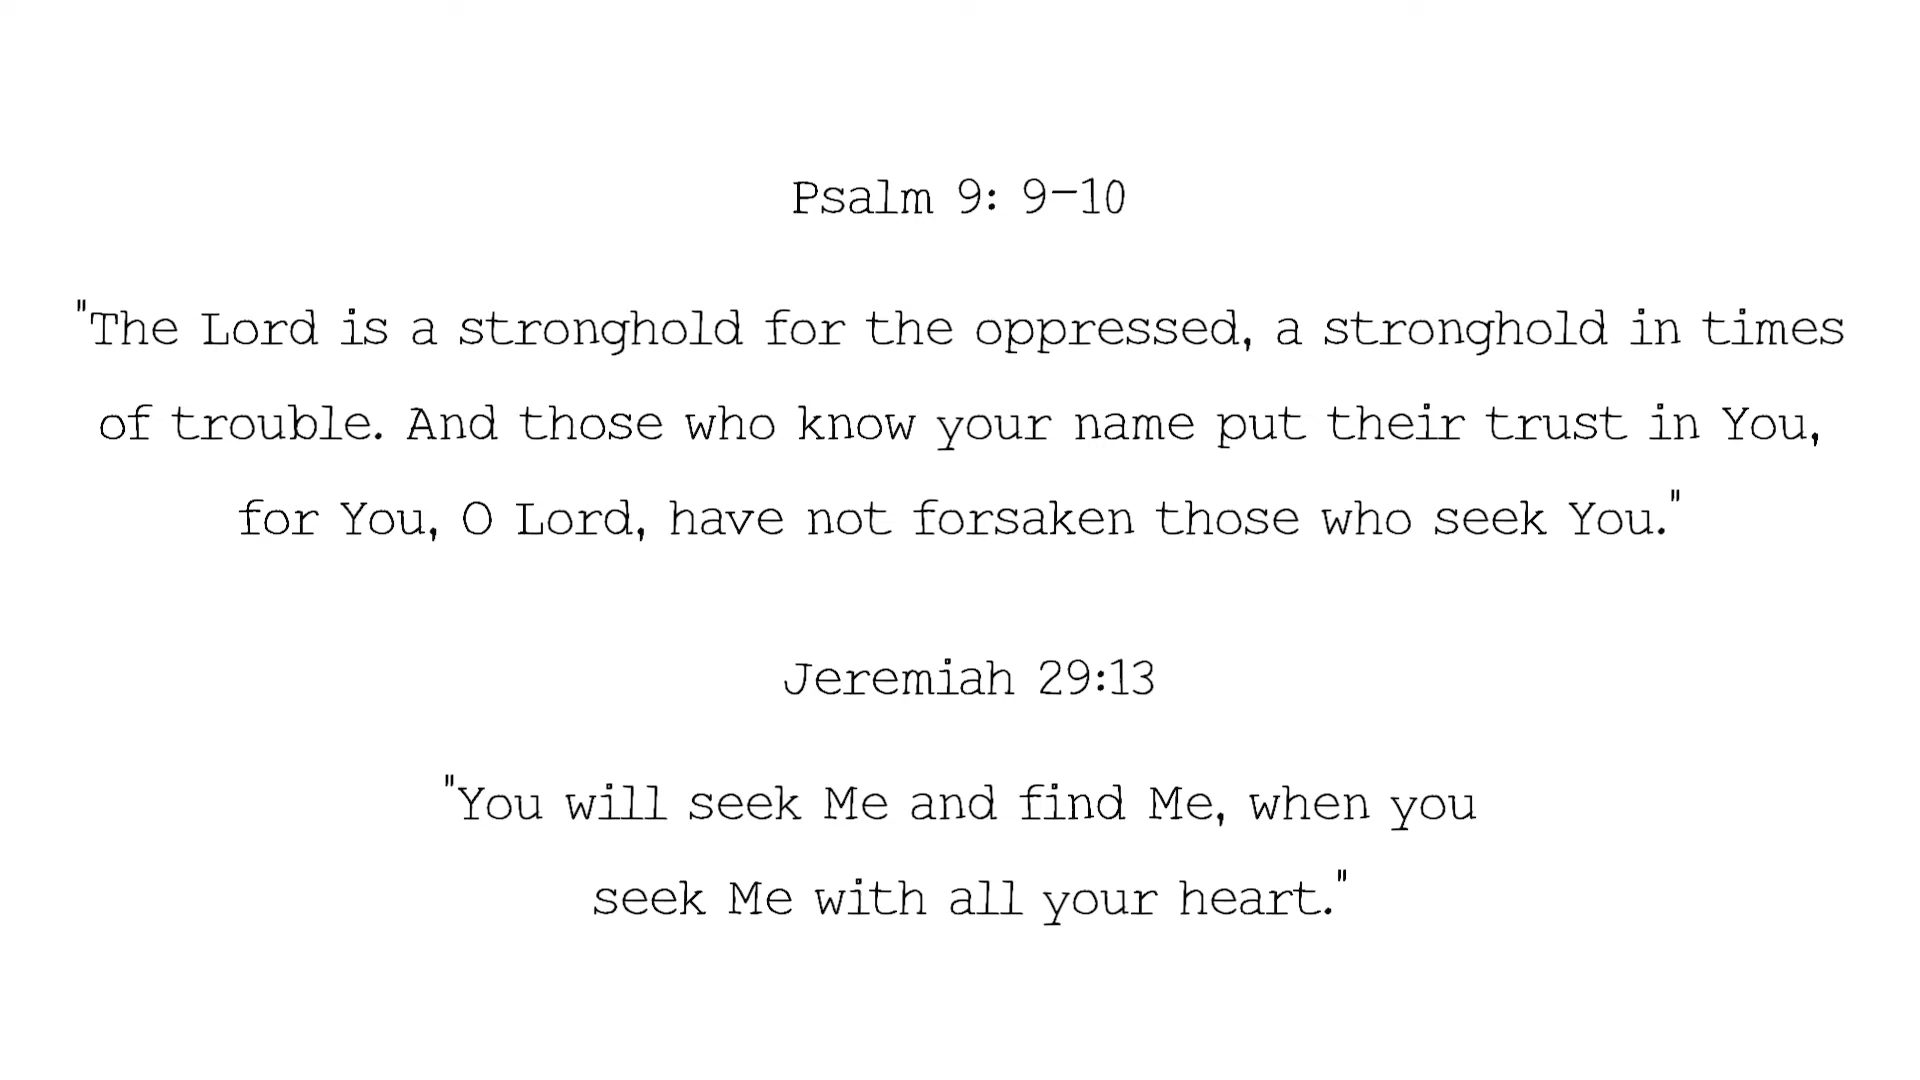 Psalm 9: 9-10
"The Lord is a stronghold for the oppressed, a stronghold in times
of trouble. And those who know your name put their trust in You,
for You, O Lord, have not forsaken those who seek You."
Jeremiah 29:13
"You will seek Me and find Me, when you
seek Me with all your heart."